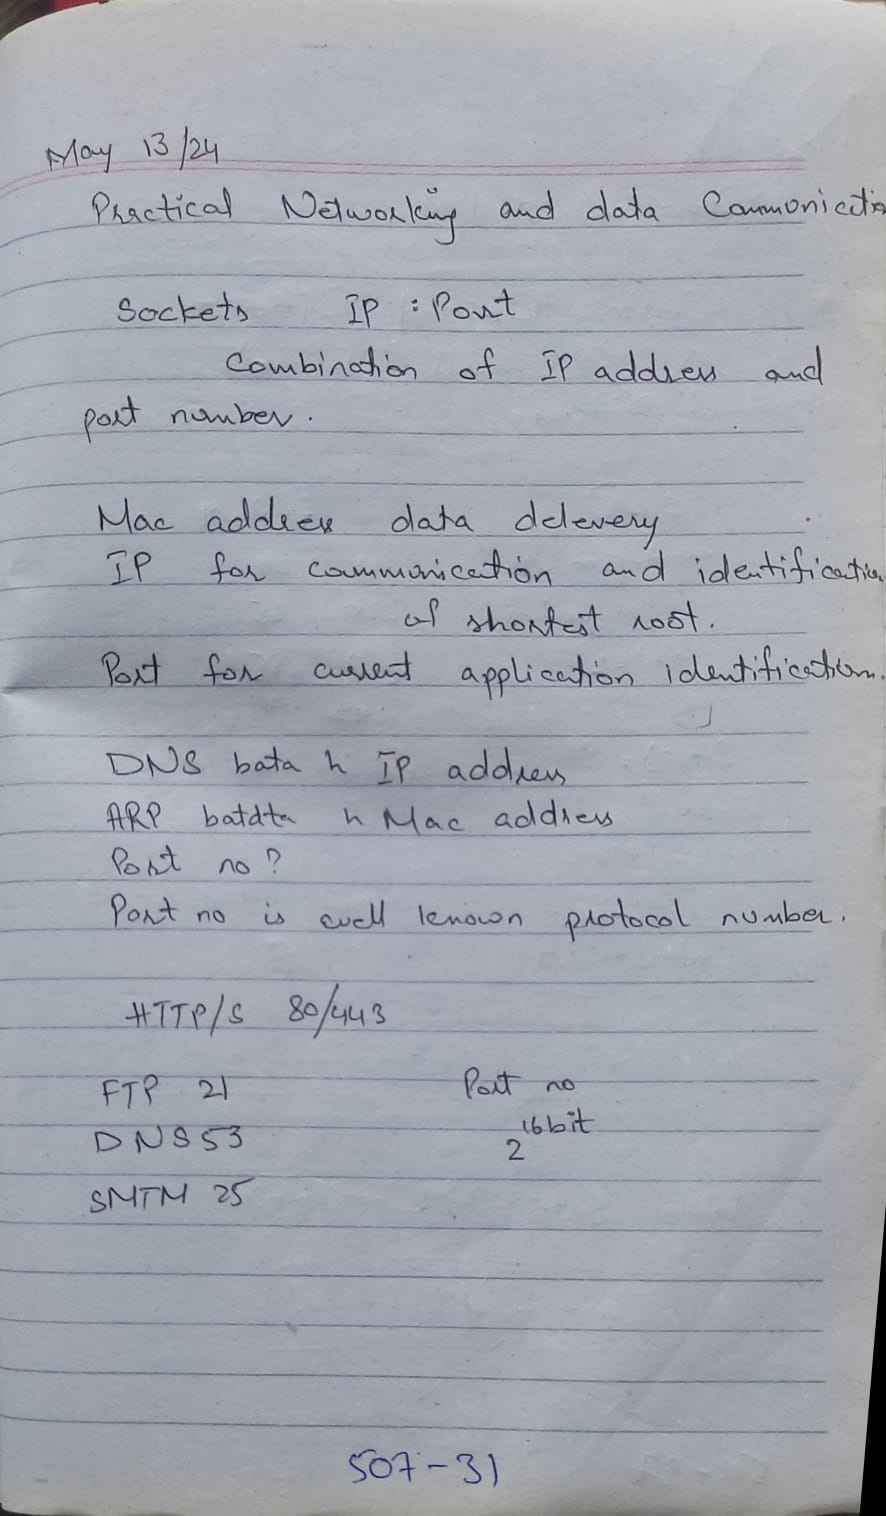 May 13/24
Practical Networking and data Commonicatio
Sockets IP : Port
Combination of IP address and
port number.
Mac address data delevery
IP for commonication and identification
of shortest root.
Port for current application identification.
DNS bata h IP address
ARP batata h Mac address
Port no?
Port no is well known protocol number.
HTTP/S 80/443
FTP 21 Port no
DNS 53 2^16bit
SMTM 25
507-31